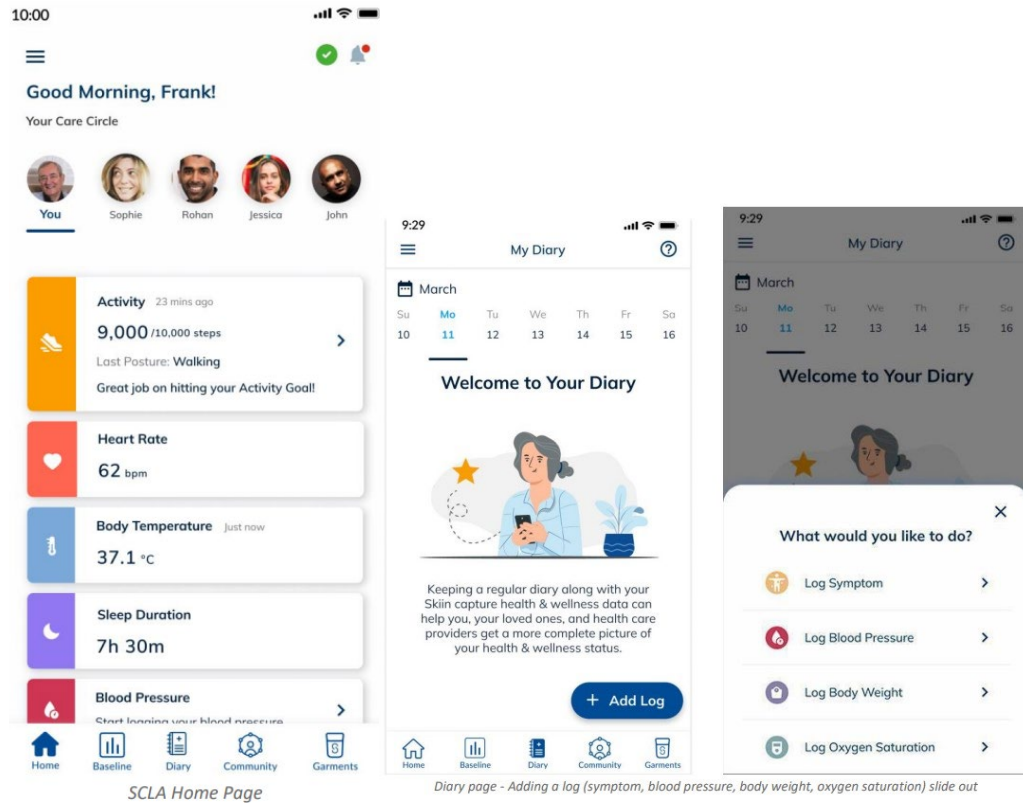 10:00
Good Morning, Frank!
Your Care Circle
You
Sophie
Rohan
Jessica
John
Activity 23 mins ago
9,000 /10,000 steps
Last Posture: Walking
Great job on hitting your Activity Goal!
Heart Rate
62 bpm
Body Temperature Just now
37.1 °C
Sleep Duration
7h 30m
Blood Pressure
Start logging your blood pressure
Home
Baseline
Diary
Community
Garments
SCLA Home Page
9:29
My Diary
March
Su Mo Tu We Th Fr Sa
10 11 12 13 14 15 16
Welcome to Your Diary
Keeping a regular diary along with your
Skiin capture health & wellness data can
help you, your loved ones, and health care
providers get a more complete picture of
your health & wellness status.
+ Add Log
Home
Baseline
Diary
Community
Garments
9:29
My Diary
March
Su Mo Tu We Th Fr Sa
10 11 12 13 14 15 16
Welcome to Your Diary
What would you like to do?
Log Symptom
Log Blood Pressure
Log Body Weight
Log Oxygen Saturation
Diary page - Adding a log (symptom, blood pressure, body weight, oxygen saturation) slide out